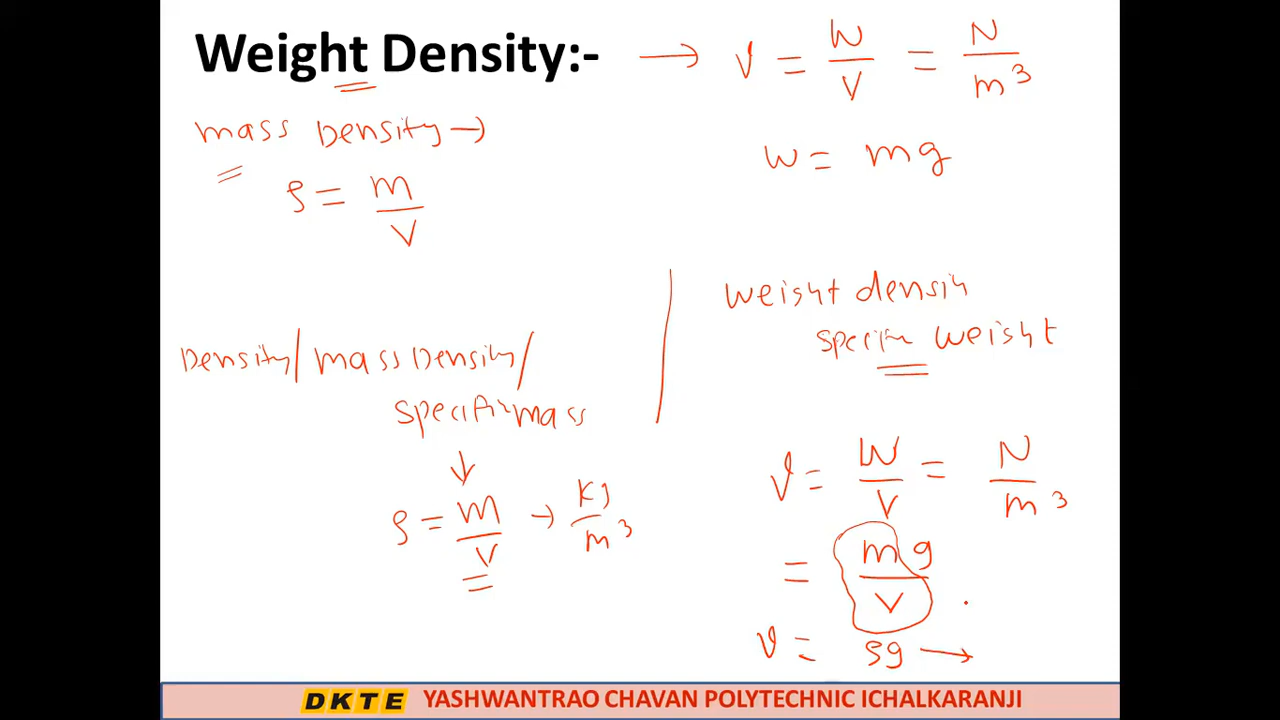 Weight Density:- → γ = W/V = N/m³
mass Density →
w = mg
ρ = m/V
weight density
specific weight
Density/mass Density/
specific mass
↓
γ = W/V = N/m³
ρ = m/V → kg/m³
= mg/V
γ = ρg →
DKTE YASHWANTRAO CHAVAN POLYTECHNIC ICHALKARANJI